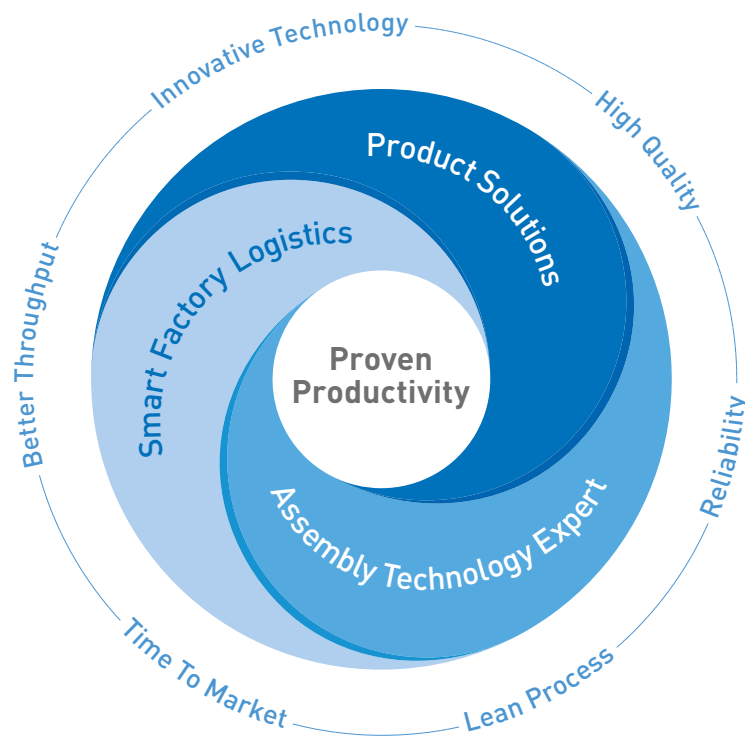 Innovative Technology
High Quality
Reliability
Lean Process
Time To Market
Better Throughput
Product Solutions
Smart Factory Logistics
Assembly Technology Expert
Proven
Productivity